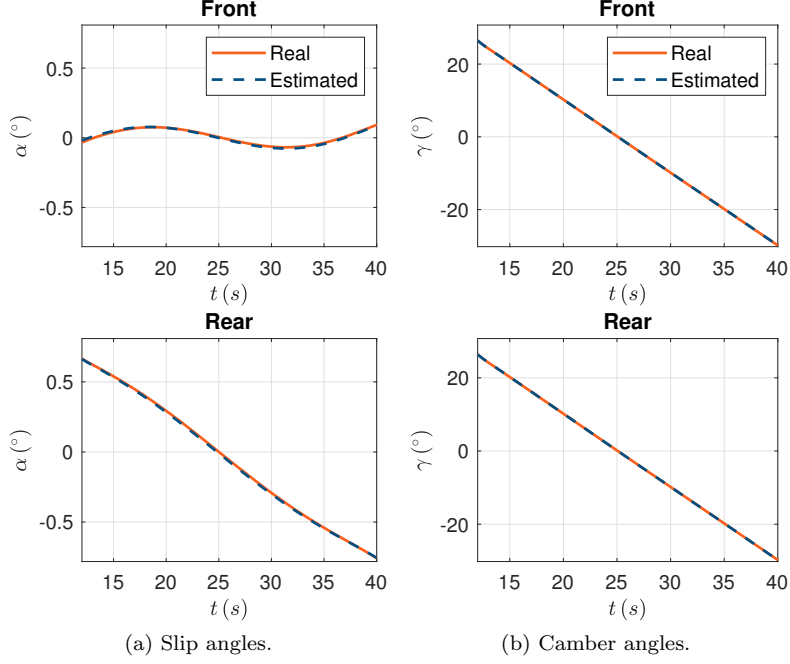 Front
0.5
0
-0.5
α (°)
Real
Estimated
15 20 25 30 35 40
t (s)
Front
20
0
-20
γ (°)
Real
Estimated
15 20 25 30 35 40
t (s)
Rear
0.5
0
-0.5
α (°)
15 20 25 30 35 40
t (s)
Rear
20
0
-20
γ (°)
15 20 25 30 35 40
t (s)
(a) Slip angles.
(b) Camber angles.